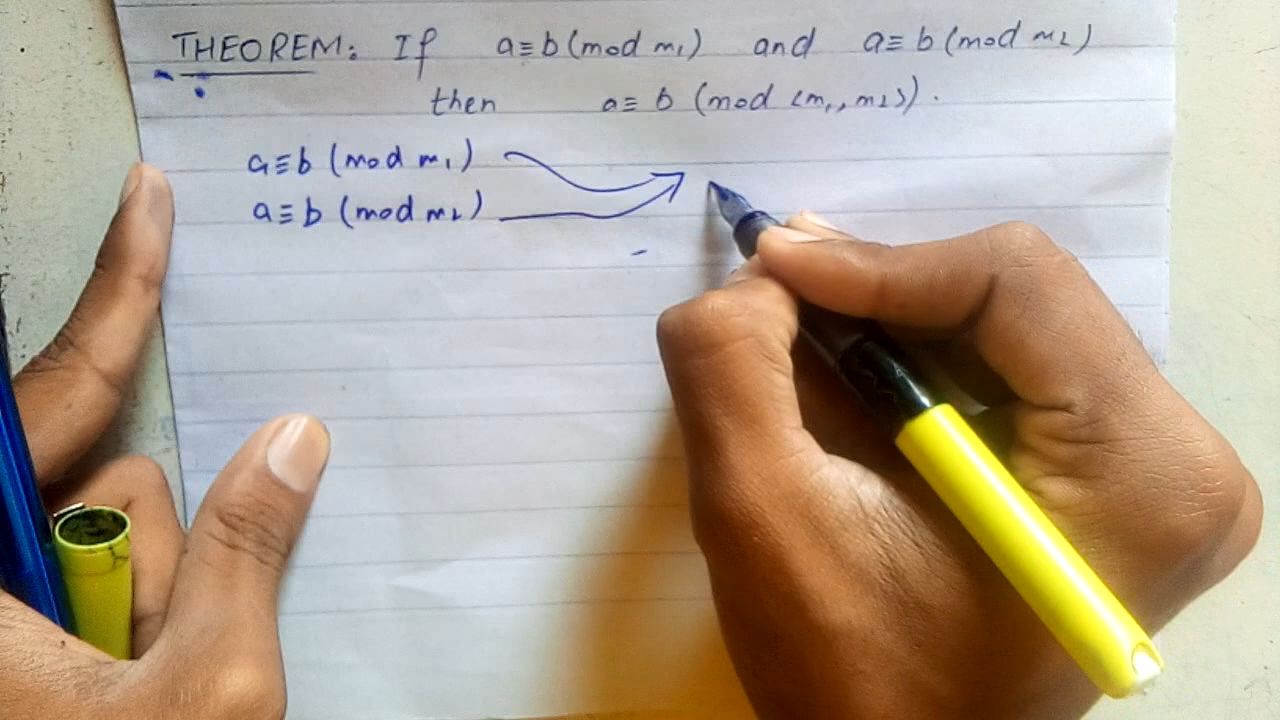 THEOREM: If a≡b (mod m₁) and a≡b (mod m₂)
then a≡ b (mod <m₁, m₂>).
a≡b (mod m₁)
a≡b (mod m₂)